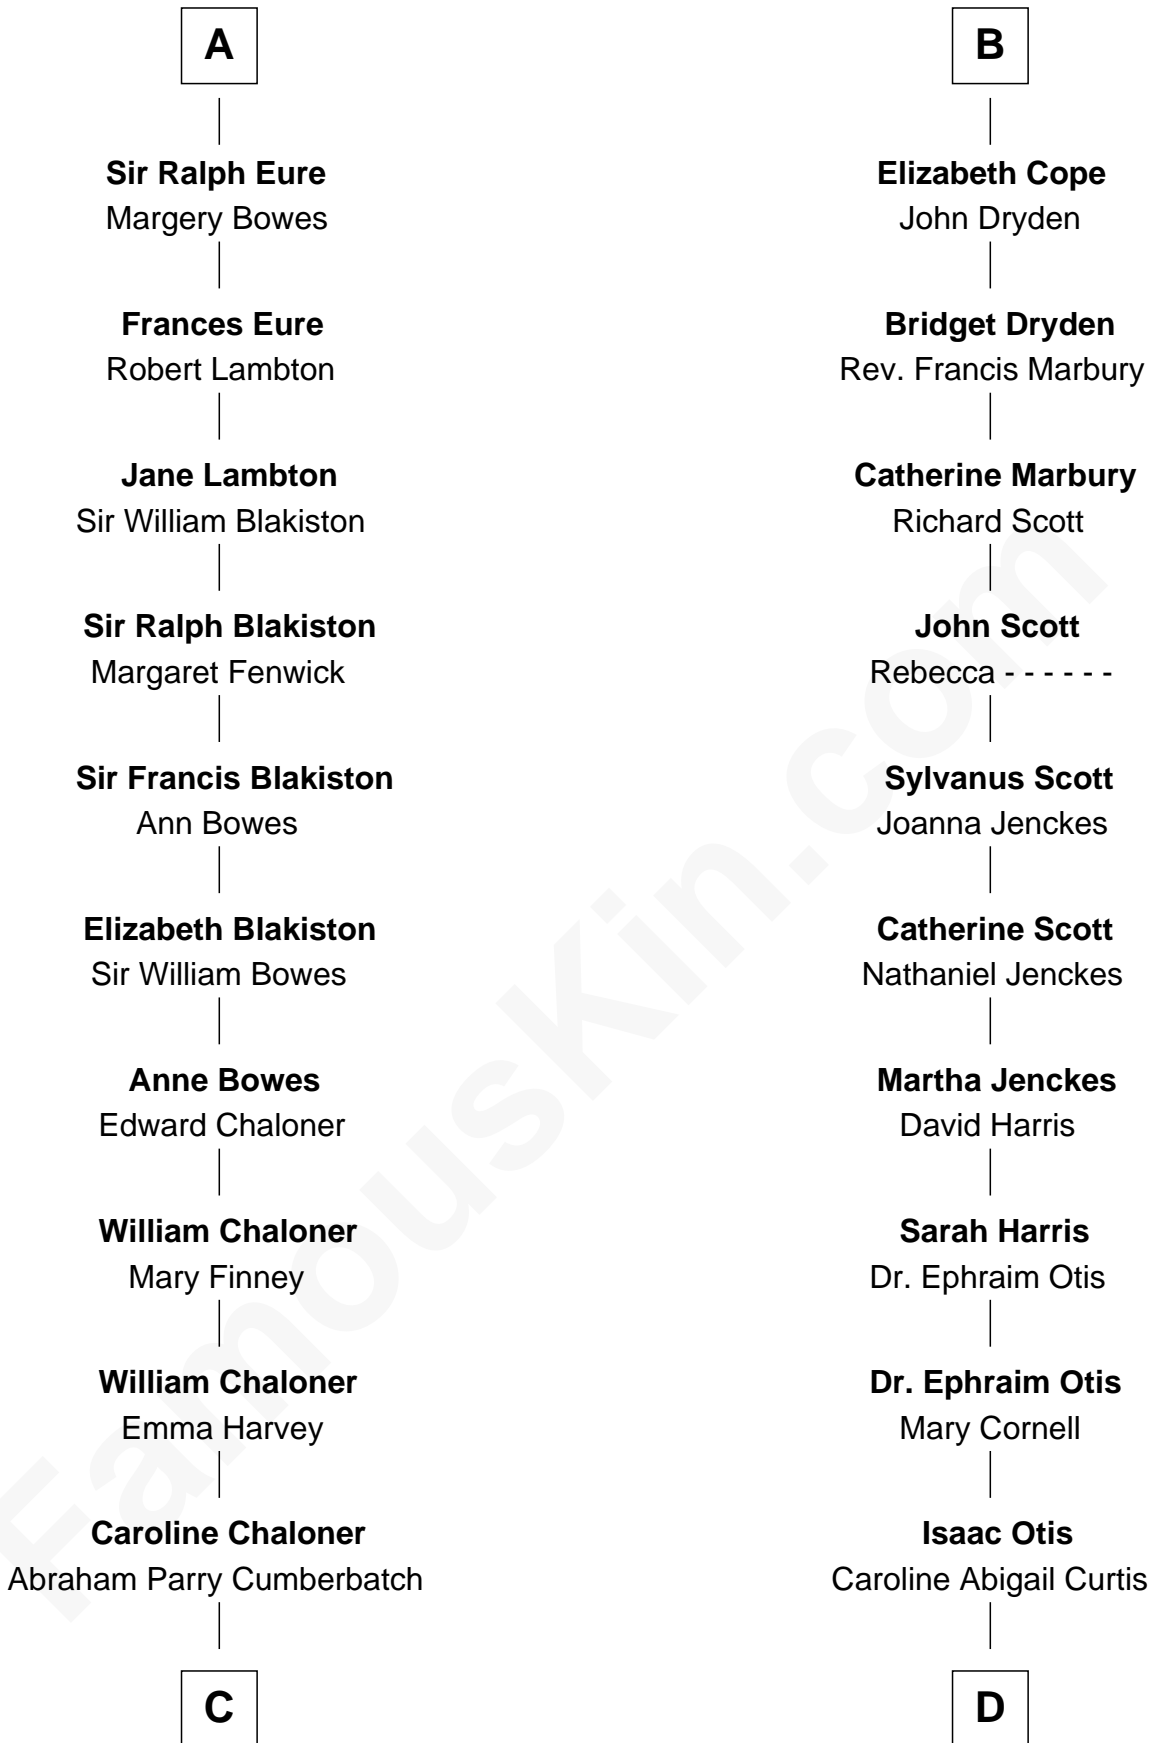 A
Sir Ralph Eure
Margery Bowes
Frances Eure
Robert Lambton
Jane Lambton
Sir William Blakiston
Sir Ralph Blakiston
Margaret Fenwick
Sir Francis Blakiston
Ann Bowes
Elizabeth Blakiston
Sir William Bowes
Anne Bowes
Edward Chaloner
William Chaloner
Mary Finney
William Chaloner
Emma Harvey
Caroline Chaloner
Abraham Parry Cumberbatch
C
B
Elizabeth Cope
John Dryden
Bridget Dryden
Rev. Francis Marbury
Catherine Marbury
Richard Scott
John Scott
Rebecca - - - - - -
Sylvanus Scott
Joanna Jenckes
Catherine Scott
Nathaniel Jenckes
Martha Jenckes
David Harris
Sarah Harris
Dr. Ephraim Otis
Dr. Ephraim Otis
Mary Cornell
Isaac Otis
Caroline Abigail Curtis
D
FamousKin.com